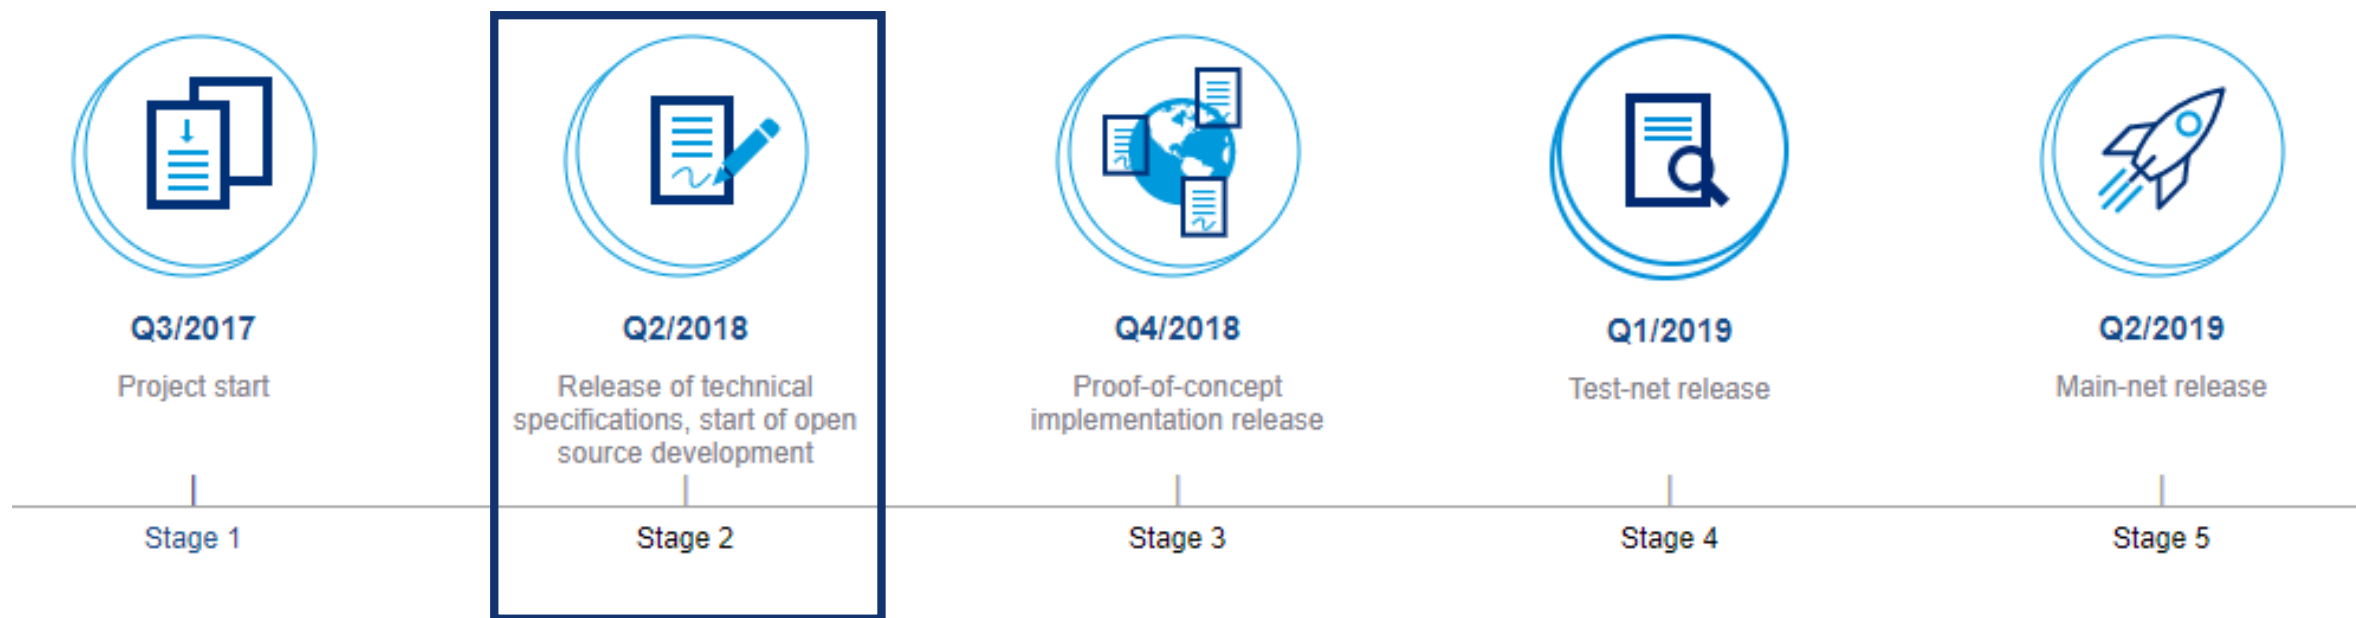 Q3/2017
Project start
Stage 1
Q2/2018
Release of technical
specifications, start of open
source development
Stage 2
Q4/2018
Proof-of-concept
implementation release
Stage 3
Q1/2019
Test-net release
Stage 4
Q2/2019
Main-net release
Stage 5